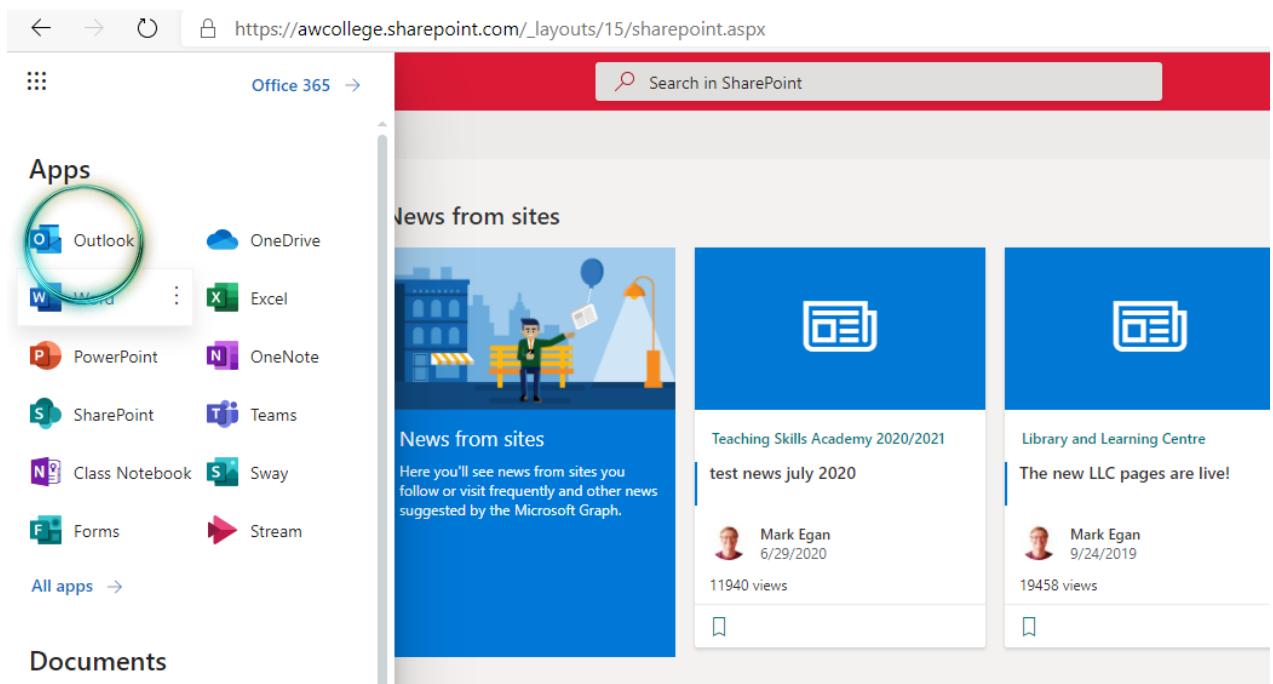 https://awcollege.sharepoint.com/_layouts/15/sharepoint.aspx
Office 365 →
Search in SharePoint
Apps
Outlook
OneDrive
Word
Excel
PowerPoint
OneNote
SharePoint
Teams
Class Notebook
Sway
Forms
Stream
All apps →
Documents
News from sites
News from sites
Here you'll see news from sites you
follow or visit frequently and other news
suggested by the Microsoft Graph.
Teaching Skills Academy 2020/2021
test news july 2020
Mark Egan
6/29/2020
11940 views
Library and Learning Centre
The new LLC pages are live!
Mark Egan
9/24/2019
19458 views